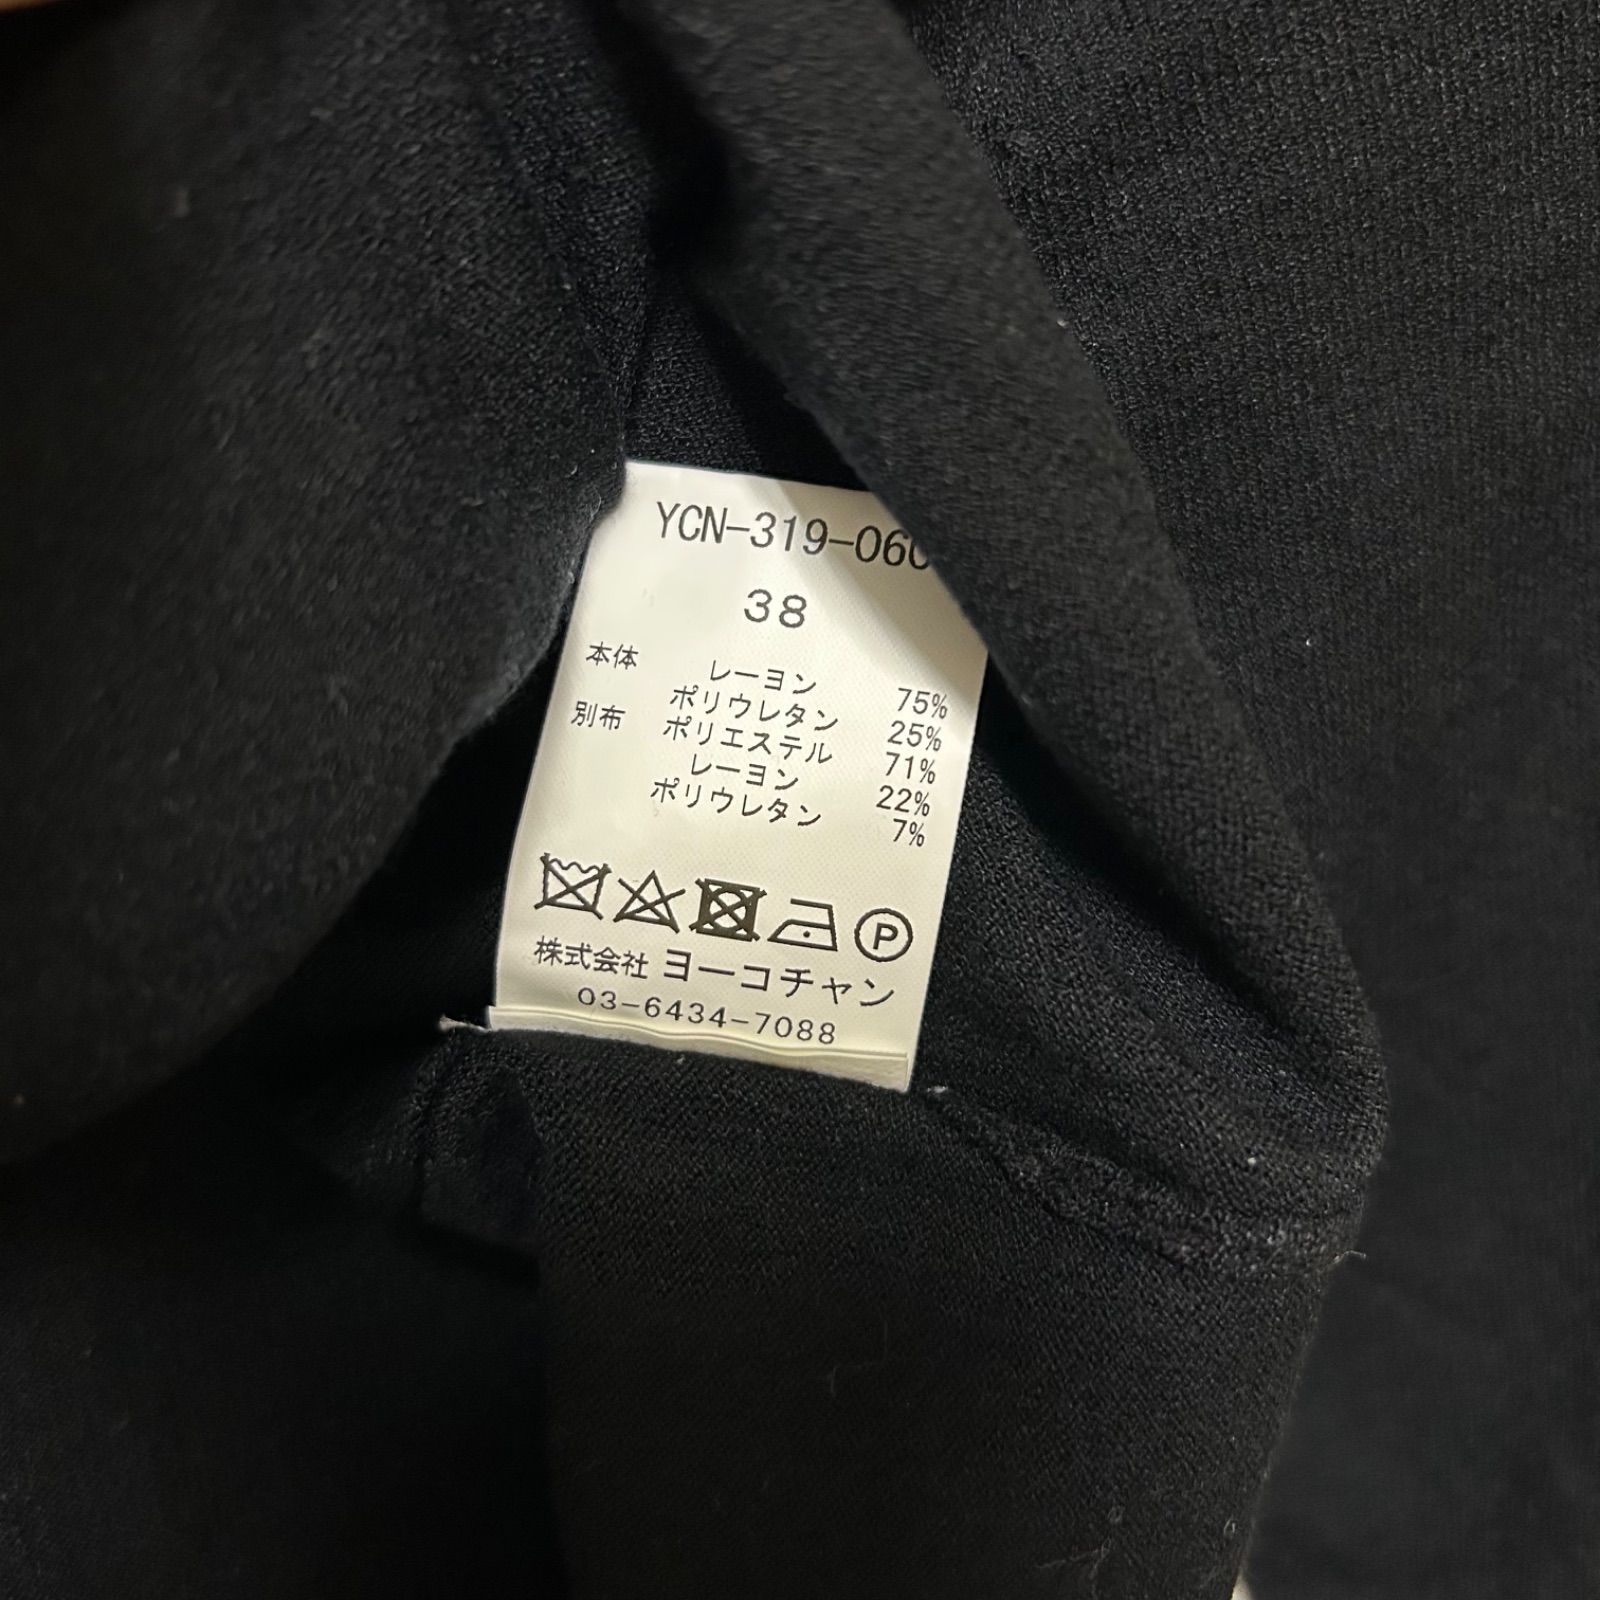 YCN-319-060
38
本体 レーヨン 75%
ポリウレタン 25%
別布 ポリエステル 71%
レーヨン 22%
ポリウレタン 7%
P
株式会社 ヨーコチャン
03-6434-7088